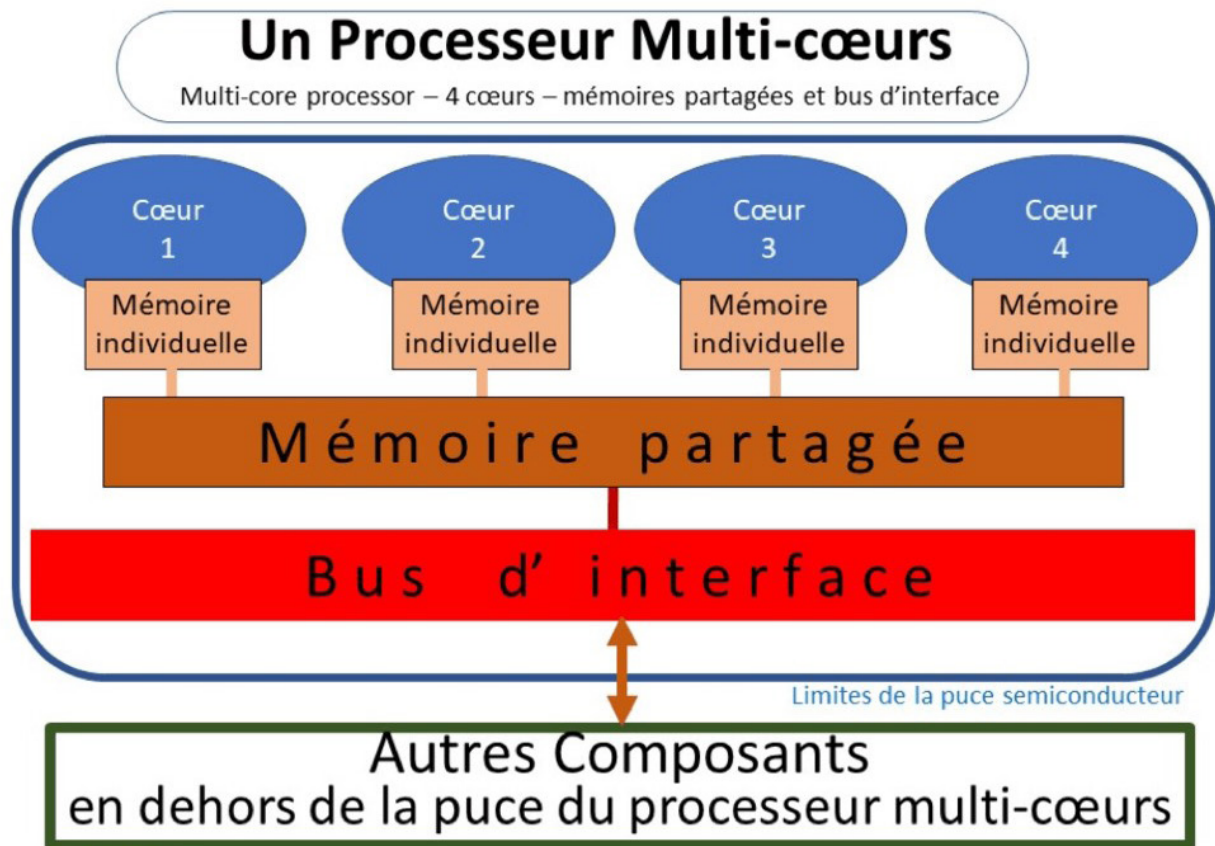 Un Processeur Multi-cœurs
Multi-core processor – 4 cœurs – mémoires partagées et bus d'interface
Cœur
1
Cœur
2
Cœur
3
Cœur
4
Mémoire
individuelle
Mémoire
individuelle
Mémoire
individuelle
Mémoire
individuelle
Mémoire partagée
Bus d' interface
Limites de la puce semiconducteur
Autres Composants
en dehors de la puce du processeur multi-cœurs